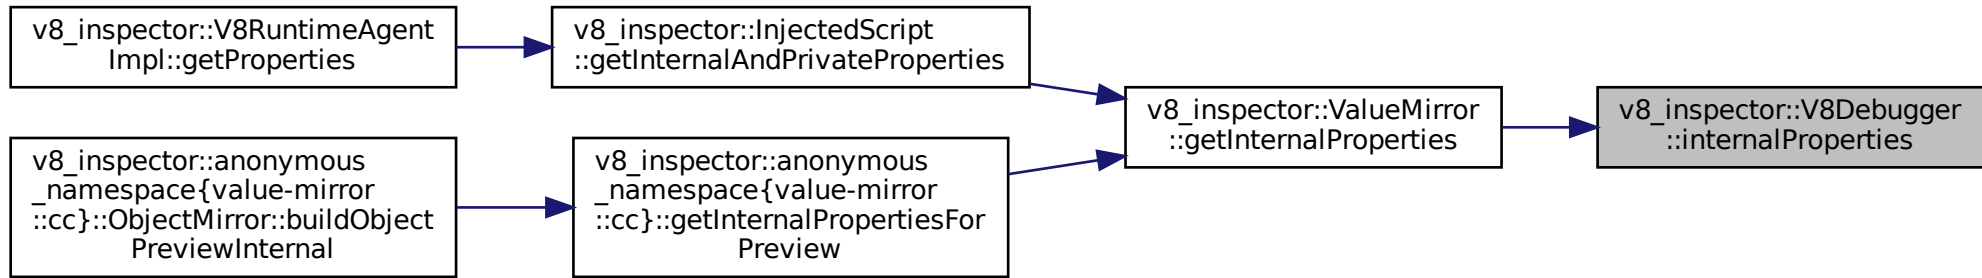 v8_inspector::V8RuntimeAgent
Impl::getProperties
v8_inspector::InjectedScript
::getInternalAndPrivateProperties
v8_inspector::ValueMirror
::getInternalProperties
v8_inspector::V8Debugger
::internalProperties
v8_inspector::anonymous
_namespace{value-mirror
::cc}::ObjectMirror::buildObject
PreviewInternal
v8_inspector::anonymous
_namespace{value-mirror
::cc}::getInternalPropertiesFor
Preview